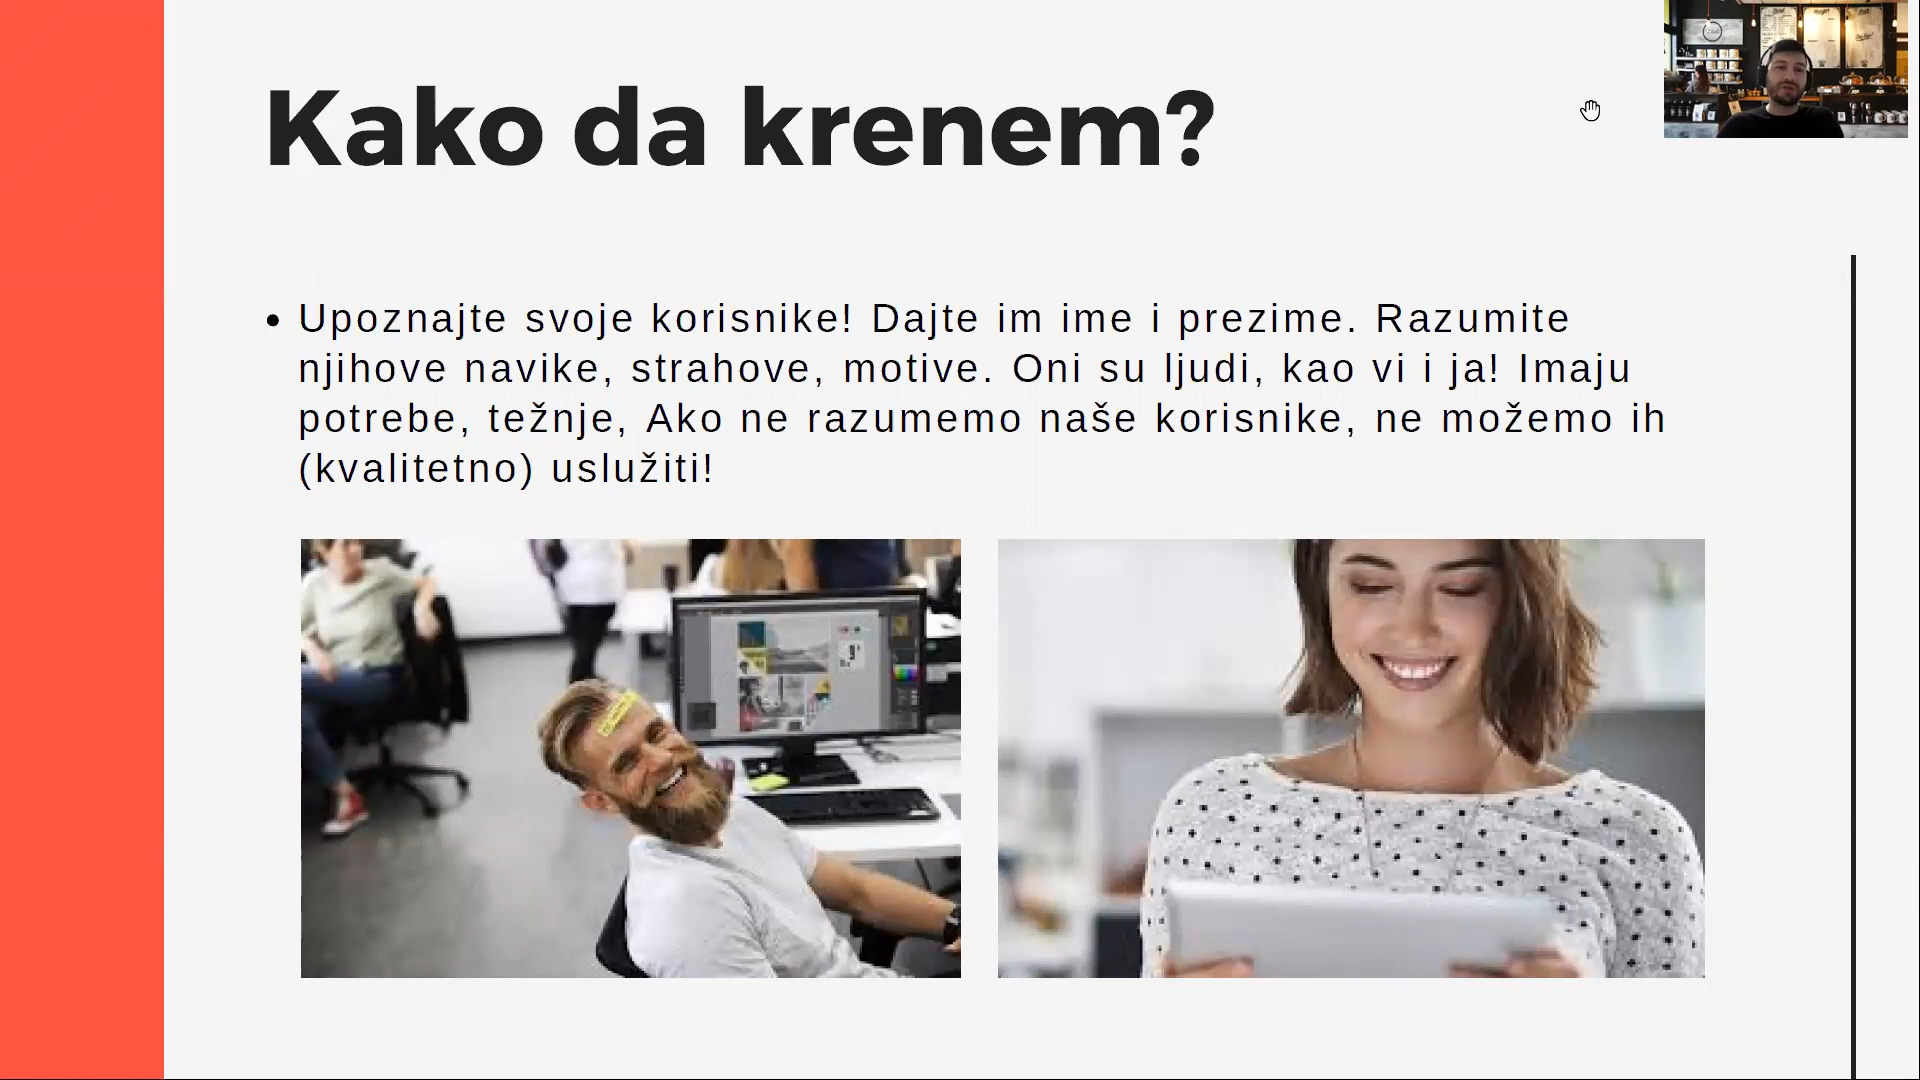 Kako da krenem?
• Upoznajte svoje korisnike! Dajte im ime i prezime. Razumite
njihove navike, strahove, motive. Oni su ljudi, kao vi i ja! Imaju
potrebe, težnje, Ako ne razumemo naše korisnike, ne možemo ih
(kvalitetno) uslužiti!